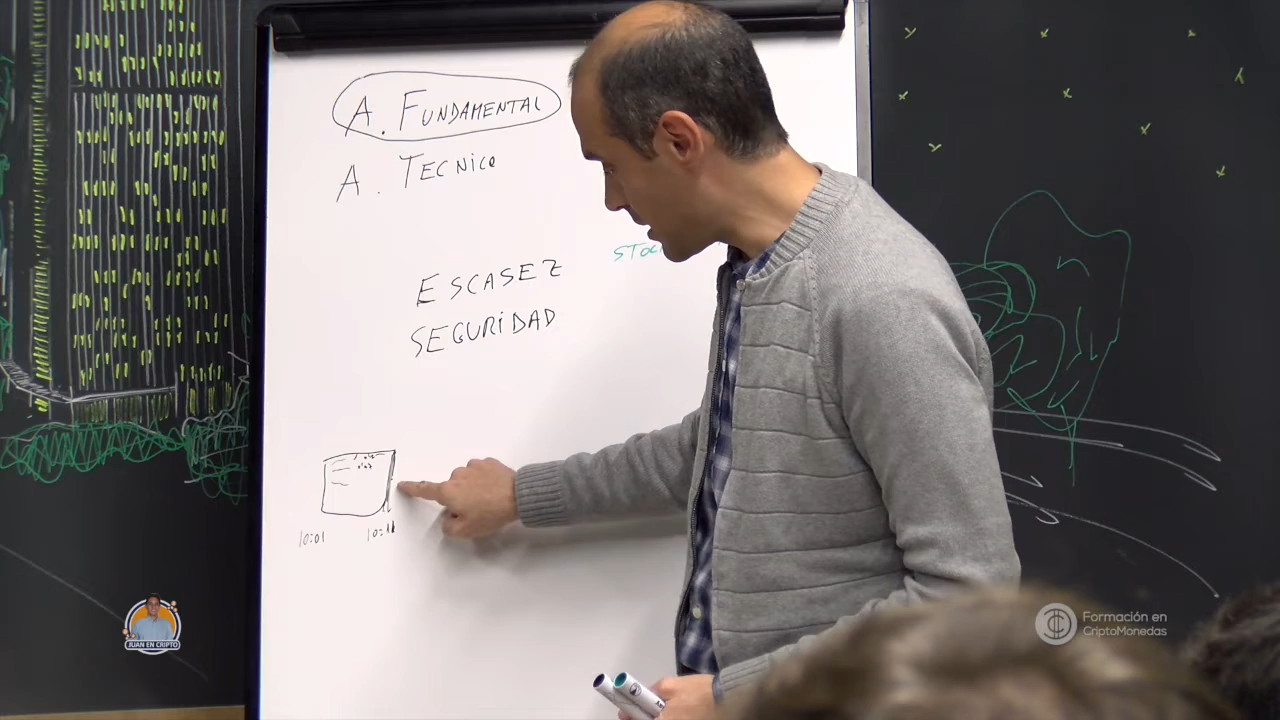 A. FUNDAMENTAL
A. TECNICO
ESCASEZ
SEGURIDAD
10:01
JUAN EN CRIPTO
Formación en
CriptoMonedas